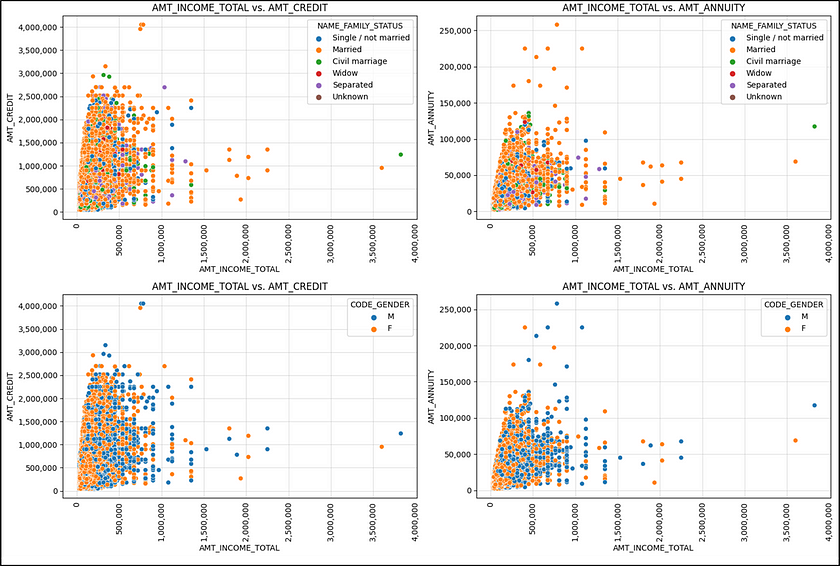 AMT_INCOME_TOTAL vs. AMT_CREDIT
NAME_FAMILY_STATUS
Single / not married
Married
Civil marriage
Widow
Separated
Unknown
AMT_CREDIT
4,000,000
3,500,000
3,000,000
2,500,000
2,000,000
1,500,000
1,000,000
500,000
0
0
500,000
1,000,000
1,500,000
2,000,000
2,500,000
3,000,000
3,500,000
4,000,000
AMT_INCOME_TOTAL
AMT_INCOME_TOTAL vs. AMT_ANNUITY
NAME_FAMILY_STATUS
Single / not married
Married
Civil marriage
Widow
Separated
Unknown
AMT_ANNUITY
250,000
200,000
150,000
100,000
50,000
0
0
500,000
1,000,000
1,500,000
2,000,000
2,500,000
3,000,000
3,500,000
4,000,000
AMT_INCOME_TOTAL
AMT_INCOME_TOTAL vs. AMT_CREDIT
CODE_GENDER
M
F
AMT_CREDIT
4,000,000
3,500,000
3,000,000
2,500,000
2,000,000
1,500,000
1,000,000
500,000
0
0
500,000
1,000,000
1,500,000
2,000,000
2,500,000
3,000,000
3,500,000
4,000,000
AMT_INCOME_TOTAL
AMT_INCOME_TOTAL vs. AMT_ANNUITY
CODE_GENDER
M
F
AMT_ANNUITY
250,000
200,000
150,000
100,000
50,000
0
0
500,000
1,000,000
1,500,000
2,000,000
2,500,000
3,000,000
3,500,000
4,000,000
AMT_INCOME_TOTAL